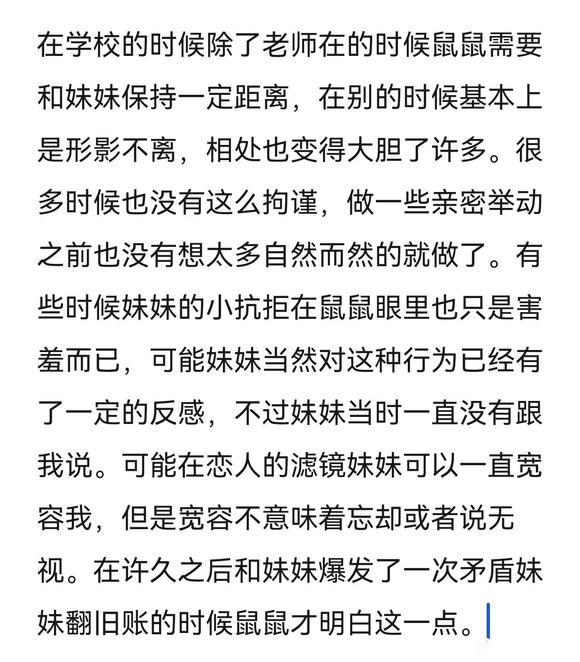 在学校的时候除了老师在的时候鼠鼠需要
和妹妹保持一定距离，在别的时候基本上
是形影不离，相处也变得大胆了许多。很
多时候也没有这么拘谨，做一些亲密举动
之前也没有想太多自然而然的就做了。有
些时候妹妹的小抗拒在鼠鼠眼里也只是害
羞而已，可能妹妹当然对这种行为已经有
了一定的反感，不过妹妹当时一直没有跟
我说。可能在恋人的滤镜妹妹可以一直宽
容我，但是宽容不意味着忘却或者说无
视。在许久之后和妹妹爆发了一次矛盾妹
妹翻旧账的时候鼠鼠才明白这一点。